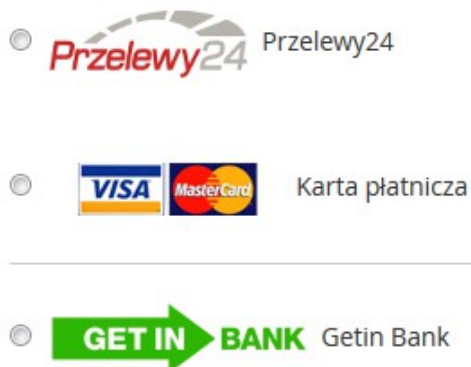 Przelewy24 Przelewy24
VISA MasterCard Karta płatnicza
GET IN BANK Getin Bank